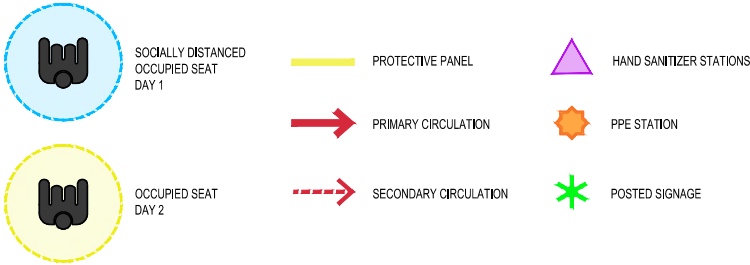 SOCIALLY DISTANCED
OCCUPIED SEAT
DAY 1
PROTECTIVE PANEL
HAND SANITIZER STATIONS
PRIMARY CIRCULATION
PPE STATION
OCCUPIED SEAT
DAY 2
SECONDARY CIRCULATION
POSTED SIGNAGE